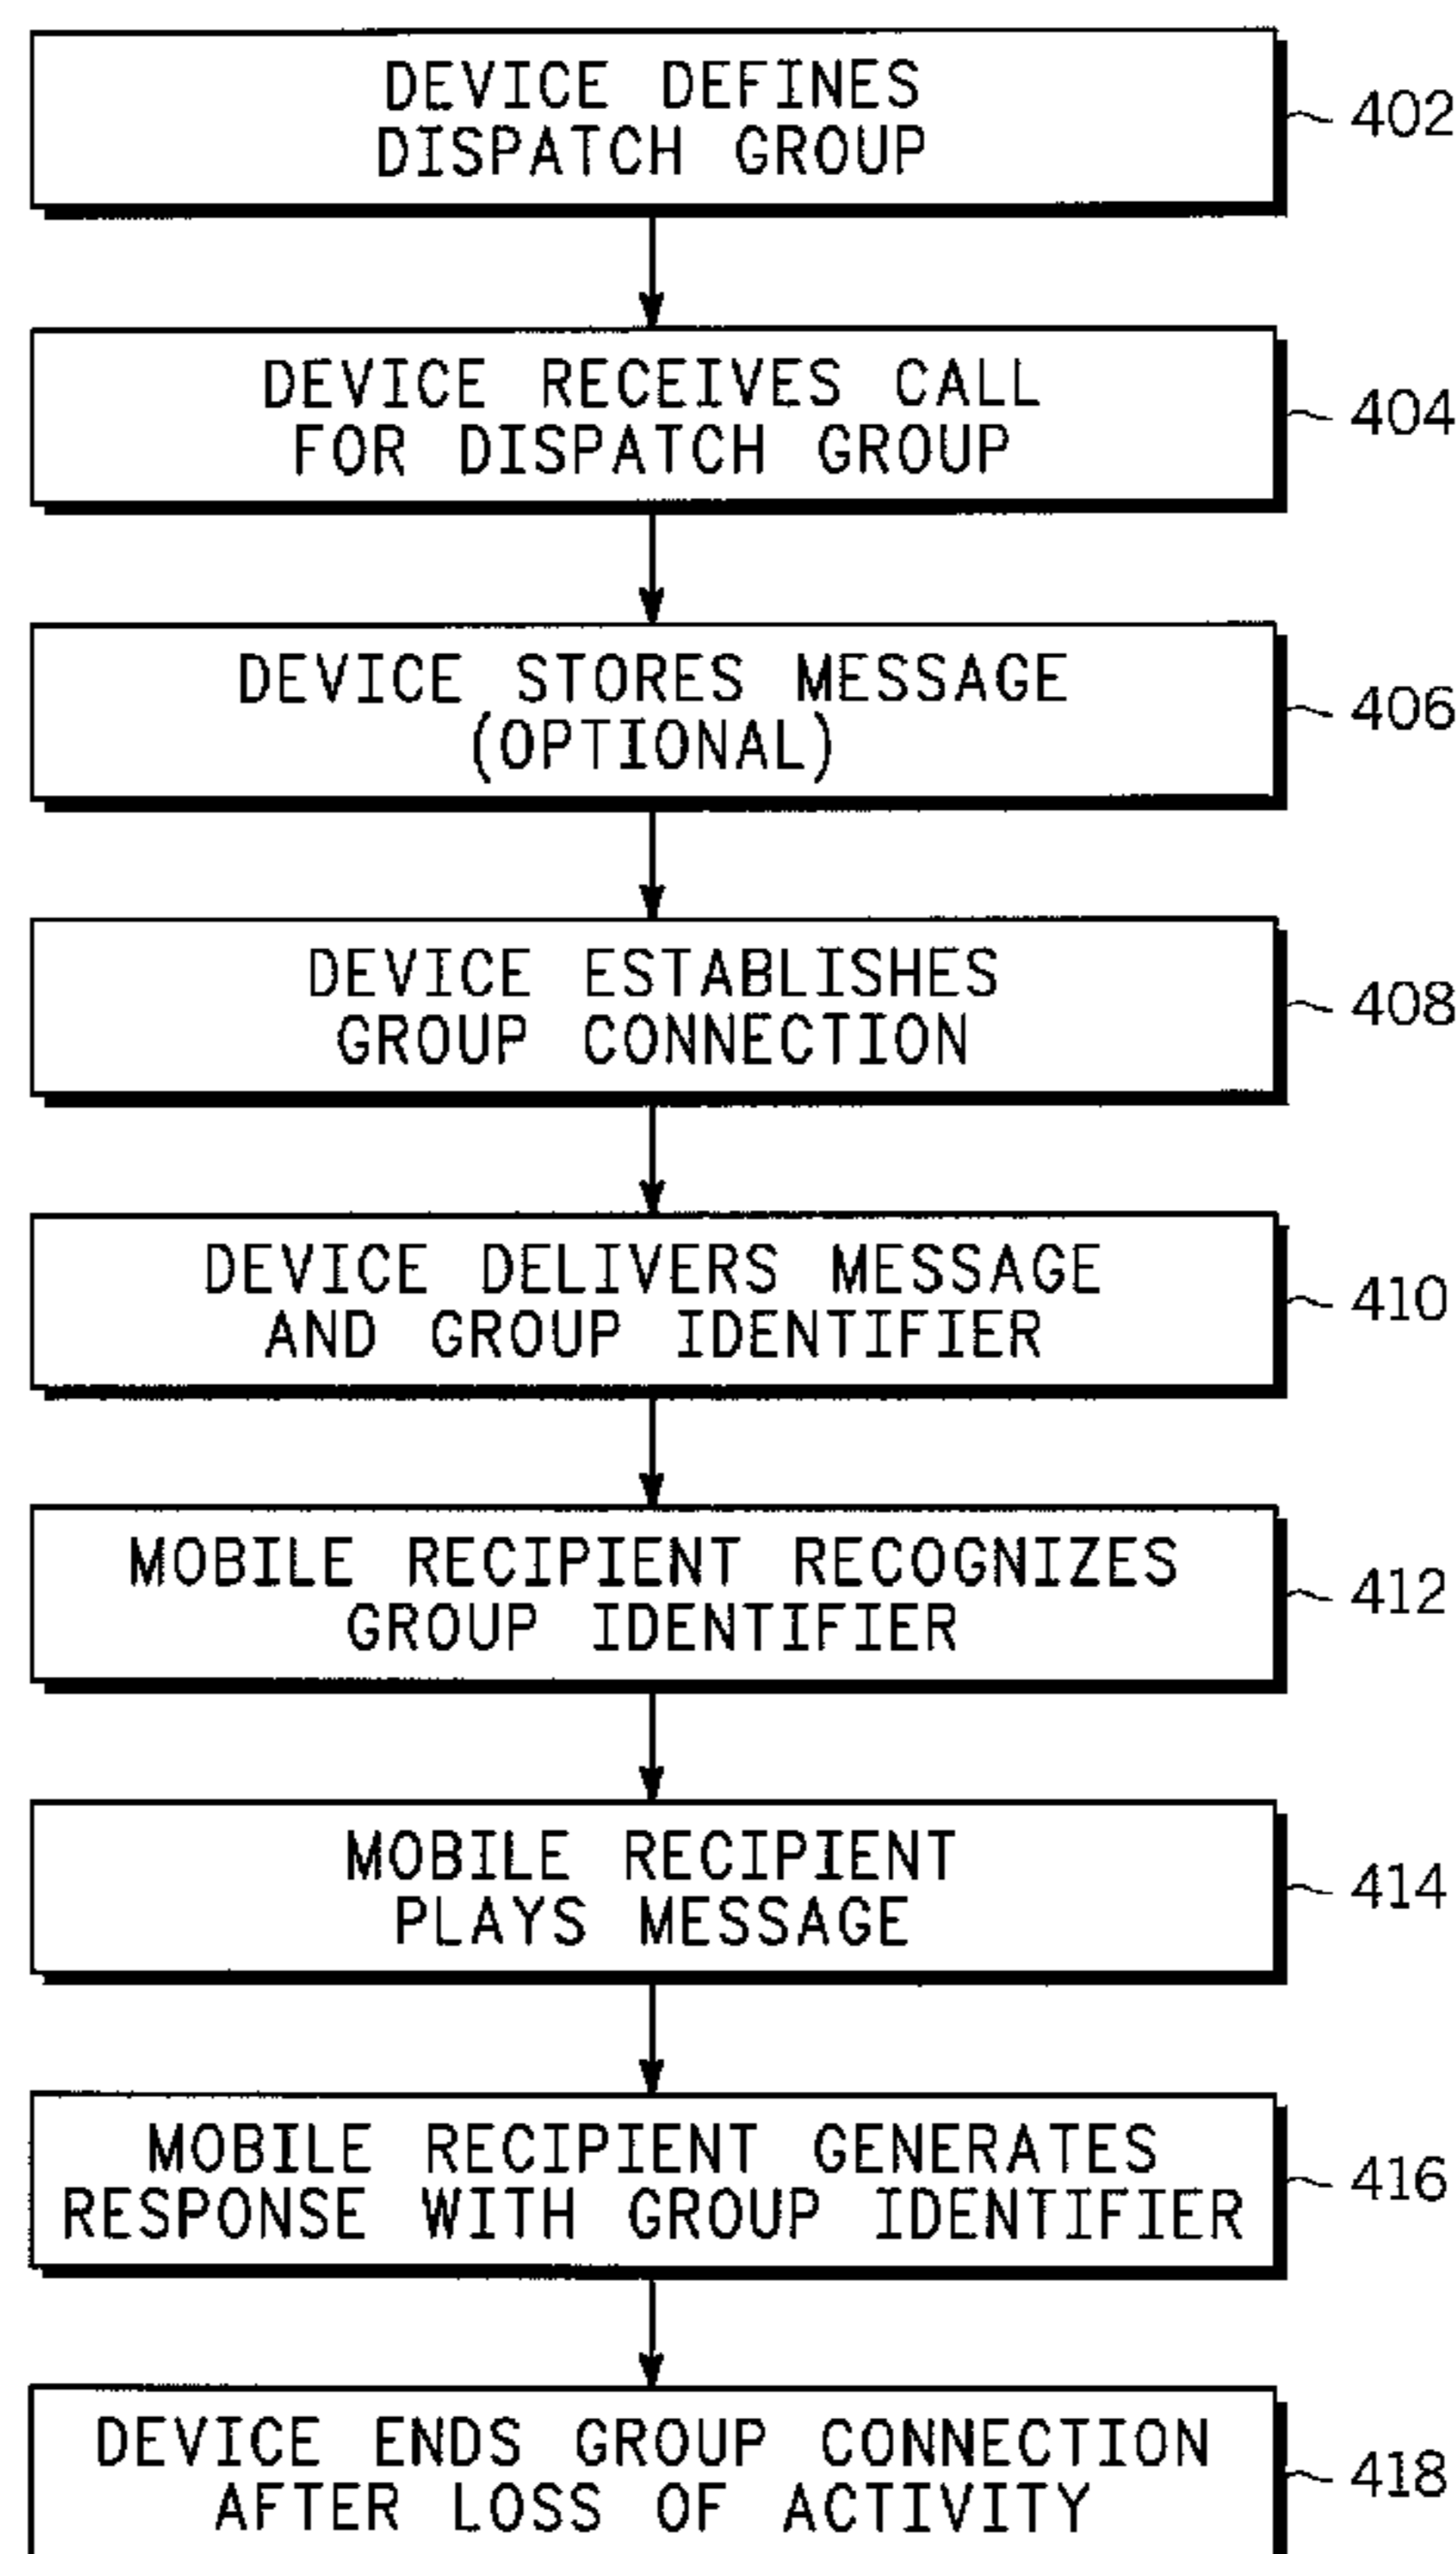 DEVICE DEFINES
DISPATCH GROUP
402
DEVICE RECEIVES CALL
FOR DISPATCH GROUP
404
DEVICE STORES MESSAGE
(OPTIONAL)
406
DEVICE ESTABLISHES
GROUP CONNECTION
408
DEVICE DELIVERS MESSAGE
AND GROUP IDENTIFIER
410
MOBILE RECIPIENT RECOGNIZES
GROUP IDENTIFIER
412
MOBILE RECIPIENT
PLAYS MESSAGE
414
MOBILE RECIPIENT GENERATES
RESPONSE WITH GROUP IDENTIFIER
416
DEVICE ENDS GROUP CONNECTION
AFTER LOSS OF ACTIVITY
418